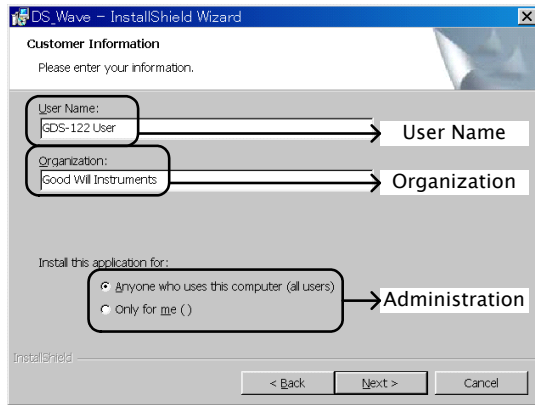 DS_Wave - InstallShield Wizard
Customer Information
Please enter your information.
User Name:
GDS-122 User
User Name
Organization:
Good Will Instruments
Organization
Install this application for:
Anyone who uses this computer (all users)
Only for me ()
Administration
InstallShield
< Back
Next >
Cancel